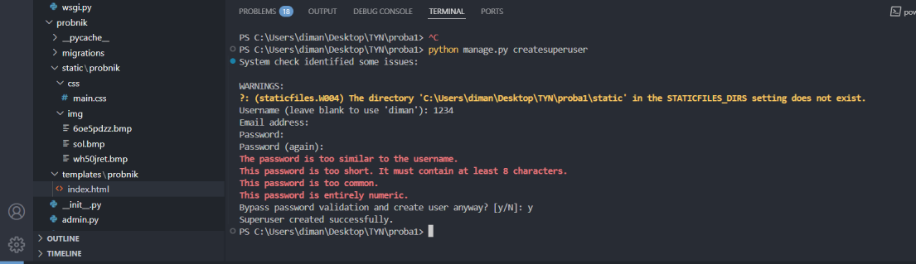 wsgi.py
probnik
__pycache__
migrations
static\probnik
css
# main.css
img
6oe5pdzz.bmp
sol.bmp
wh50jret.bmp
templates\probnik
<> index.html
__init__.py
admin.py
OUTLINE
TIMELINE
PROBLEMS 18 OUTPUT DEBUG CONSOLE TERMINAL PORTS
pow
PS C:\Users\diman\Desktop\TYN\proba1> ^C
PS C:\Users\diman\Desktop\TYN\proba1> python manage.py createsuperuser
System check identified some issues:
WARNINGS:
?: (staticfiles.W004) The directory 'C:\Users\diman\Desktop\TYN\proba1\static' in the STATICFILES_DIRS setting does not exist.
Username (leave blank to use 'diman'): 1234
Email address:
Password:
Password (again):
The password is too similar to the username.
This password is too short. It must contain at least 8 characters.
This password is too common.
This password is entirely numeric.
Bypass password validation and create user anyway? [y/N]: y
Superuser created successfully.
PS C:\Users\diman\Desktop\TYN\proba1>